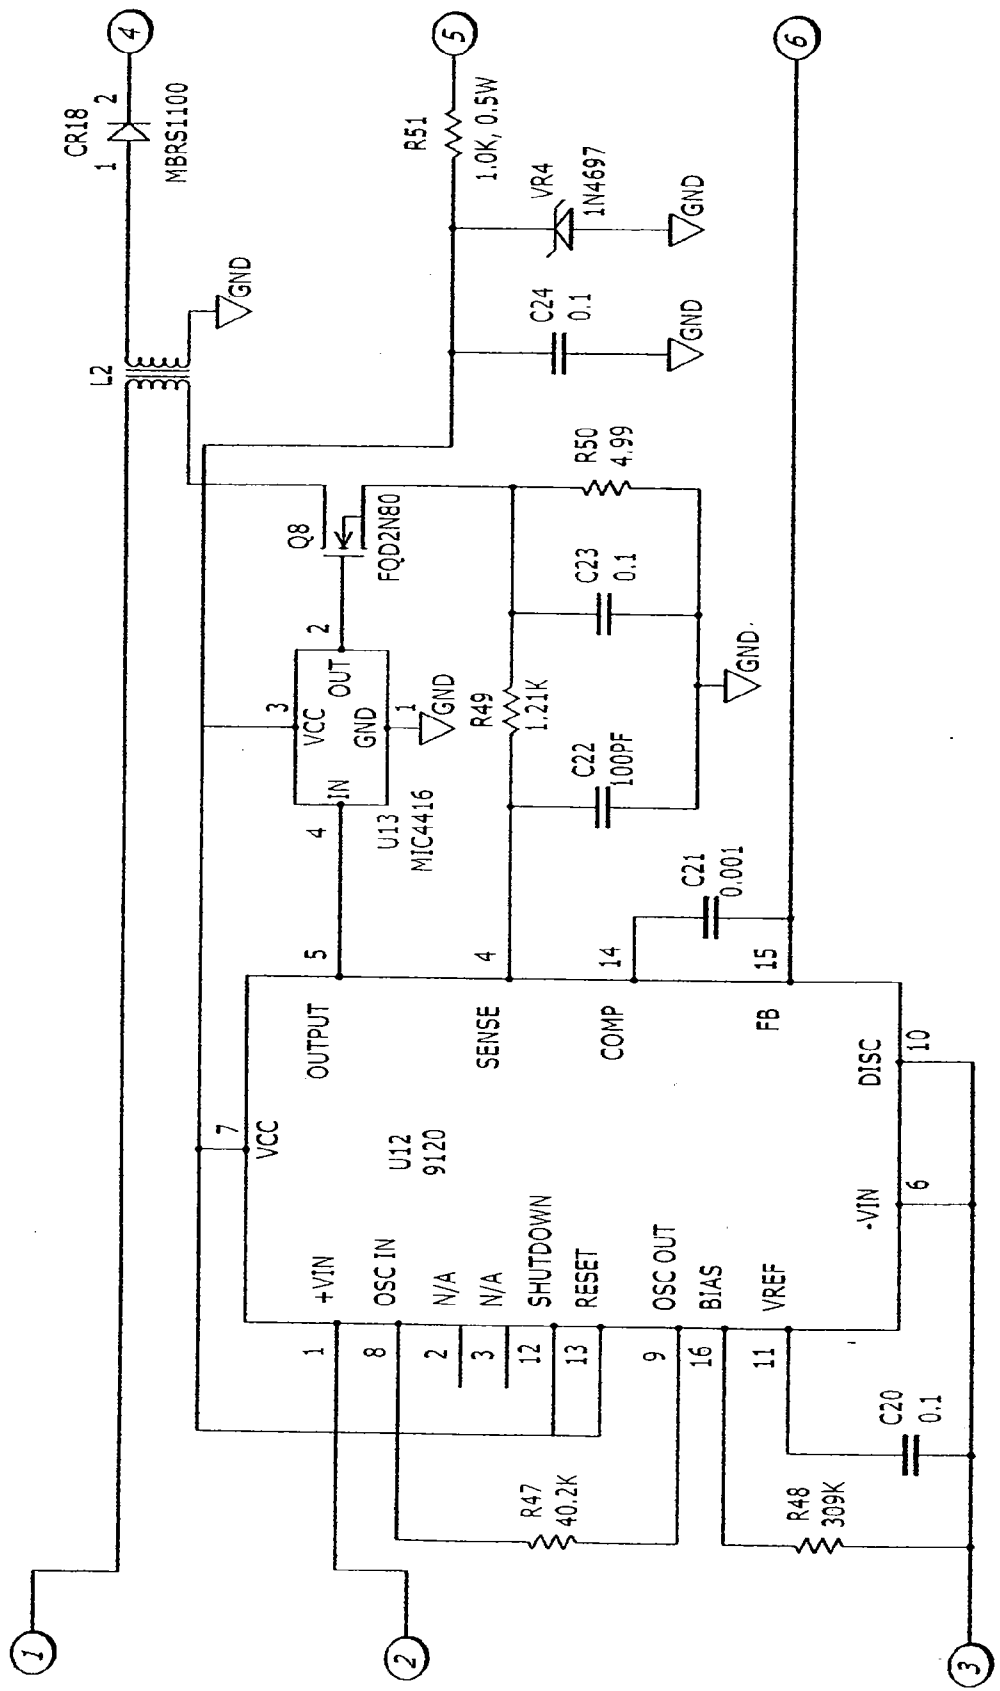 1
2
3
4
5
6
CR18
1
2
MBRS1100
L2
GND
R51
1.0K, 0.5W
VR4
1N4697
GND
C24
0.1
GND
Q8
FQD2N80
R50
4.99
C23
0.1
GND
R49
1.21K
C22
100PF
3
VCC
2
OUT
GND
1
GND
IN
4
U13
MIC4416
C21
0.001
5
OUTPUT
4
SENSE
14
COMP
15
FB
7
VCC
U12
9120
DISC
10
-VIN
6
+VIN
1
OSC IN
8
N/A
2
N/A
3
SHUTDOWN
12
RESET
13
OSC OUT
9
BIAS
16
VREF
11
R47
40.2K
R48
309K
C20
0.1